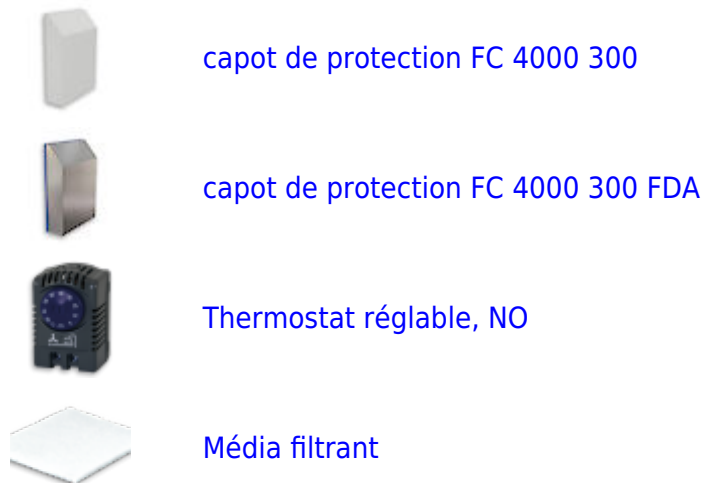 capot de protection FC 4000 300
capot de protection FC 4000 300 FDA
Thermostat réglable, NO
Média filtrant